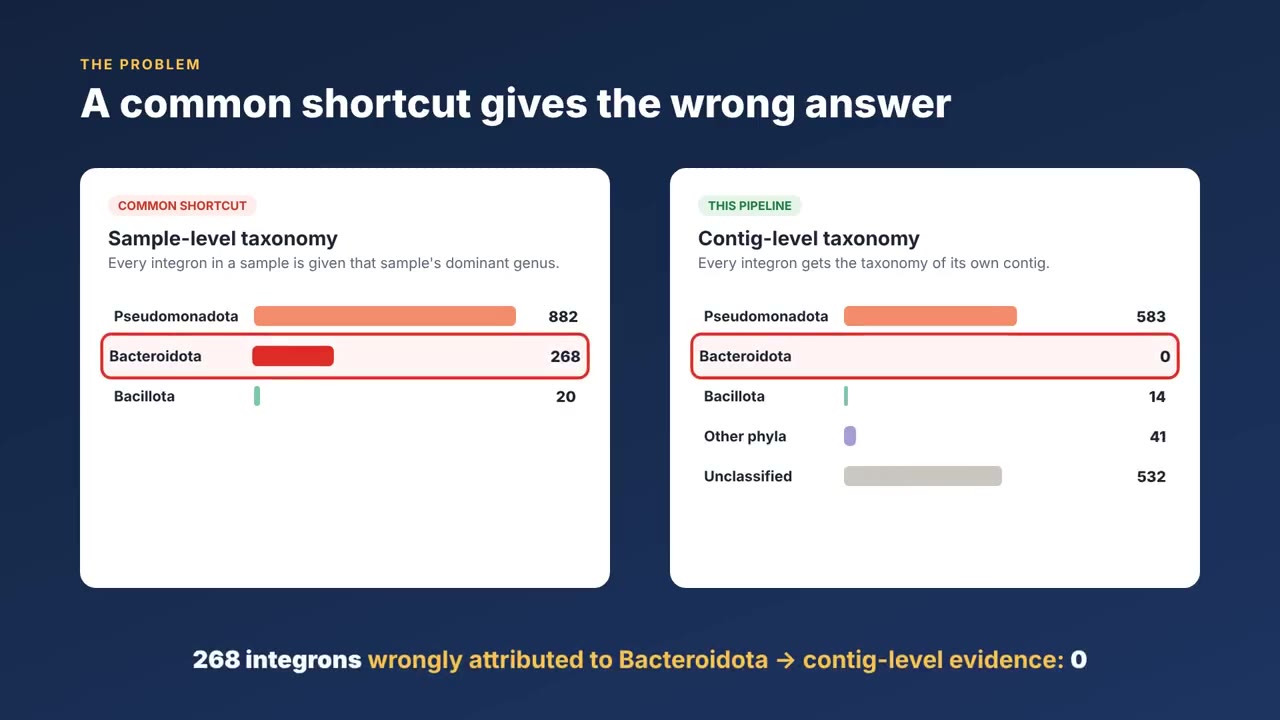 THE PROBLEM
A common shortcut gives the wrong answer
COMMON SHORTCUT
Sample-level taxonomy
Every integron in a sample is given that sample's dominant genus.
Pseudomonadota 882
Bacteroidota 268
Bacillota 20
THIS PIPELINE
Contig-level taxonomy
Every integron gets the taxonomy of its own contig.
Pseudomonadota 583
Bacteroidota 0
Bacillota 14
Other phyla 41
Unclassified 532
268 integrons wrongly attributed to Bacteroidota → contig-level evidence: 0